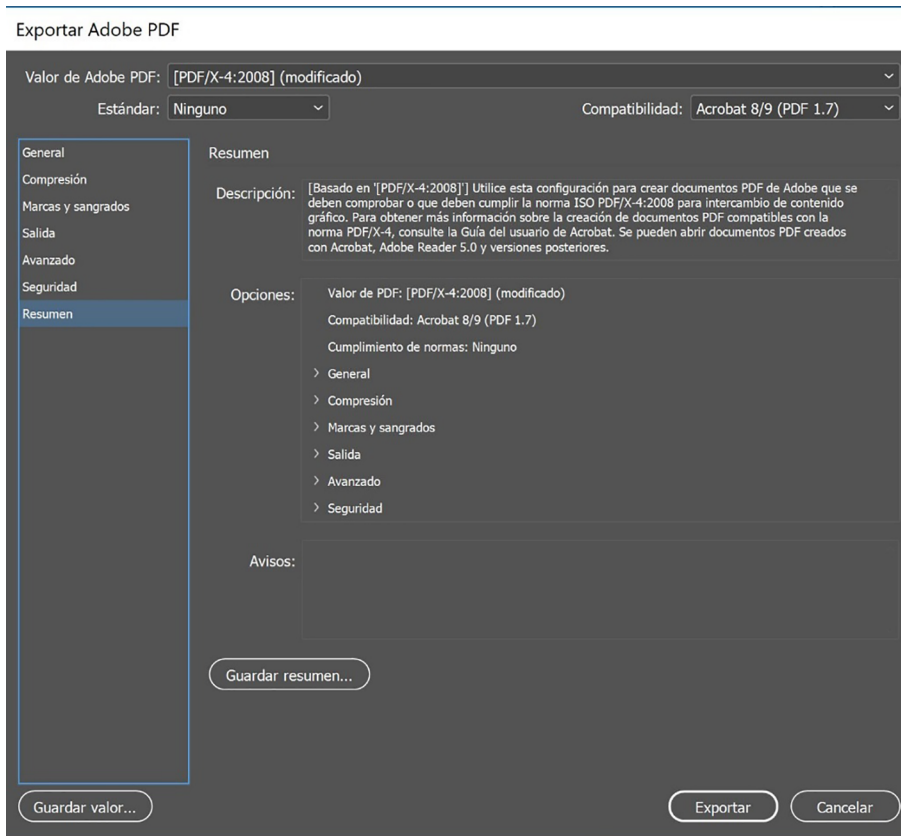 Exportar Adobe PDF
Valor de Adobe PDF: [PDF/X-4:2008] (modificado)
Estándar: Ninguno Compatibilidad: Acrobat 8/9 (PDF 1.7)
General
Compresión
Marcas y sangrados
Salida
Avanzado
Seguridad
Resumen
Resumen
Descripción: [Basado en '[PDF/X-4:2008]'] Utilice esta configuración para crear documentos PDF de Adobe que se
deben comprobar o que deben cumplir la norma ISO PDF/X-4:2008 para intercambio de contenido
gráfico. Para obtener más información sobre la creación de documentos PDF compatibles con la
norma PDF/X-4, consulte la Guía del usuario de Acrobat. Se pueden abrir documentos PDF creados
con Acrobat, Adobe Reader 5.0 y versiones posteriores.
Opciones: Valor de PDF: [PDF/X-4:2008] (modificado)
Compatibilidad: Acrobat 8/9 (PDF 1.7)
Cumplimiento de normas: Ninguno
> General
> Compresión
> Marcas y sangrados
> Salida
> Avanzado
> Seguridad
Avisos:
Guardar resumen...
Guardar valor... Exportar Cancelar